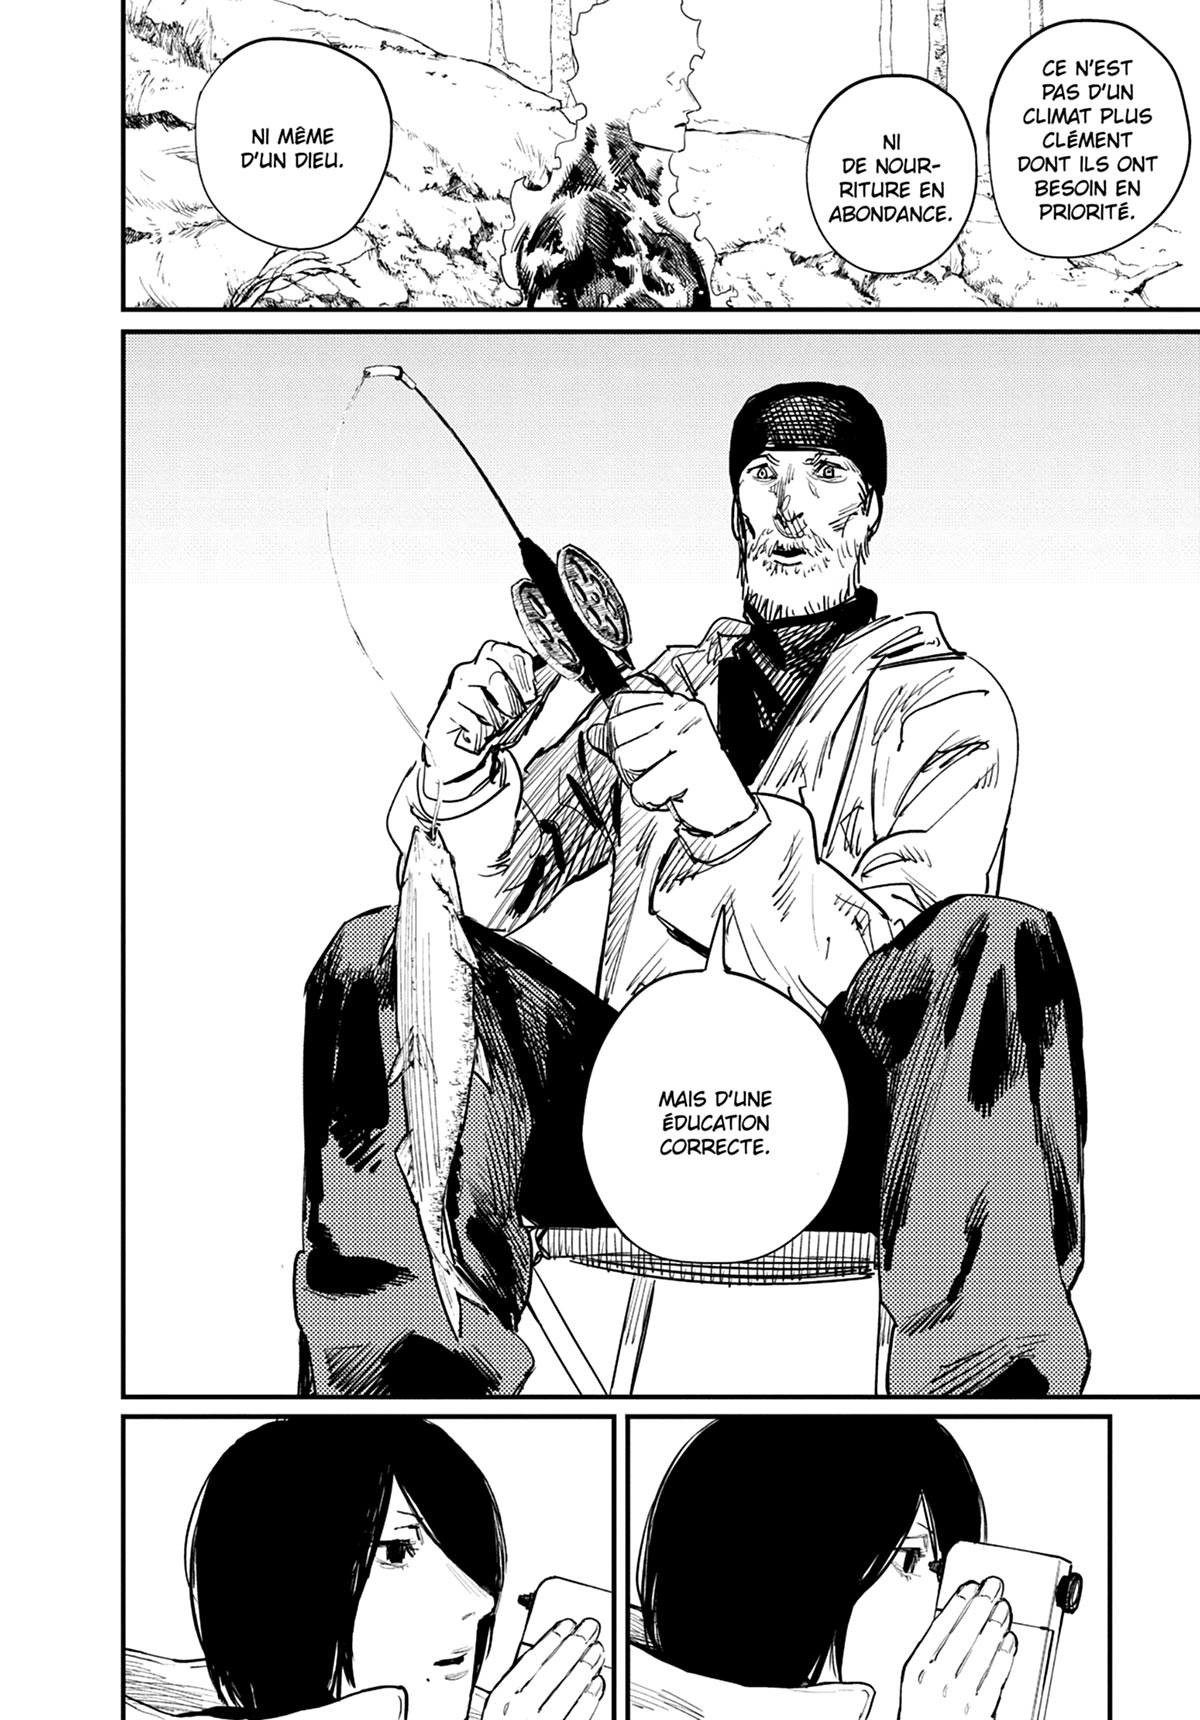 CE N'EST
PAS D'UN
CLIMAT PLUS
CLÉMENT
DONT ILS ONT
BESOIN EN
PRIORITÉ.
NI
DE NOUR-
RITURE EN
ABONDANCE.
NI MÊME
D'UN DIEU.
MAIS D'UNE
ÉDUCATION
CORRECTE.